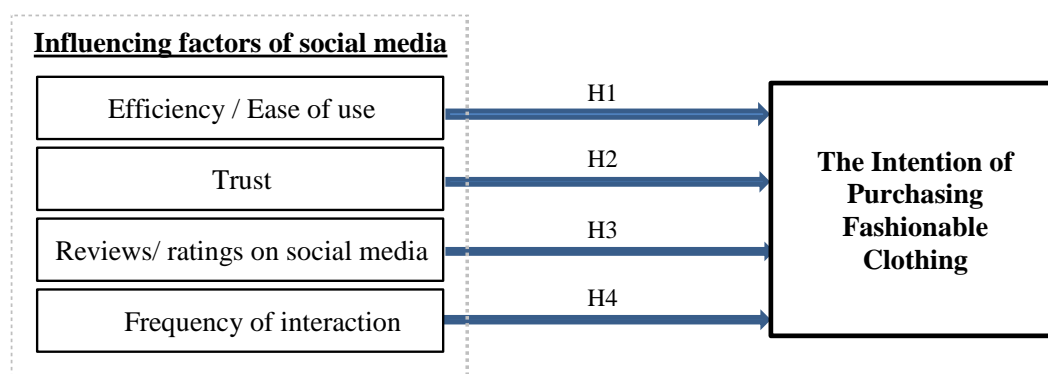 Influencing factors of social media
Efficiency / Ease of use
Trust
Reviews/ ratings on social media
Frequency of interaction
H1
H2
H3
H4
The Intention of
Purchasing
Fashionable
Clothing